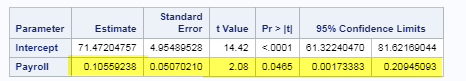 Parameter Estimate Standard Error t Value Pr > |t| 95% Confidence Limits
Intercept 71.47204757 4.95489528 14.42 <.0001 61.32240470 81.62169044
Payroll 0.10559238 0.05070210 2.08 0.0465 0.00173383 0.20945093